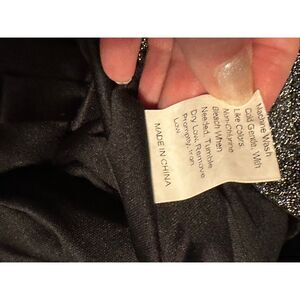 Machine Wash
Cold Gentle, With
Like Colors.
Non-chlorine
Bleach When
Needed, Tumble
Dry Low, Remove
Promptly, Iron
Low.
MADE IN CHINA